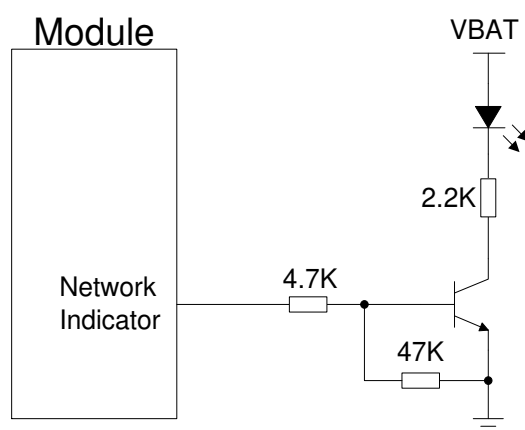 Module
VBAT
2.2K
4.7K
Network
Indicator
47K